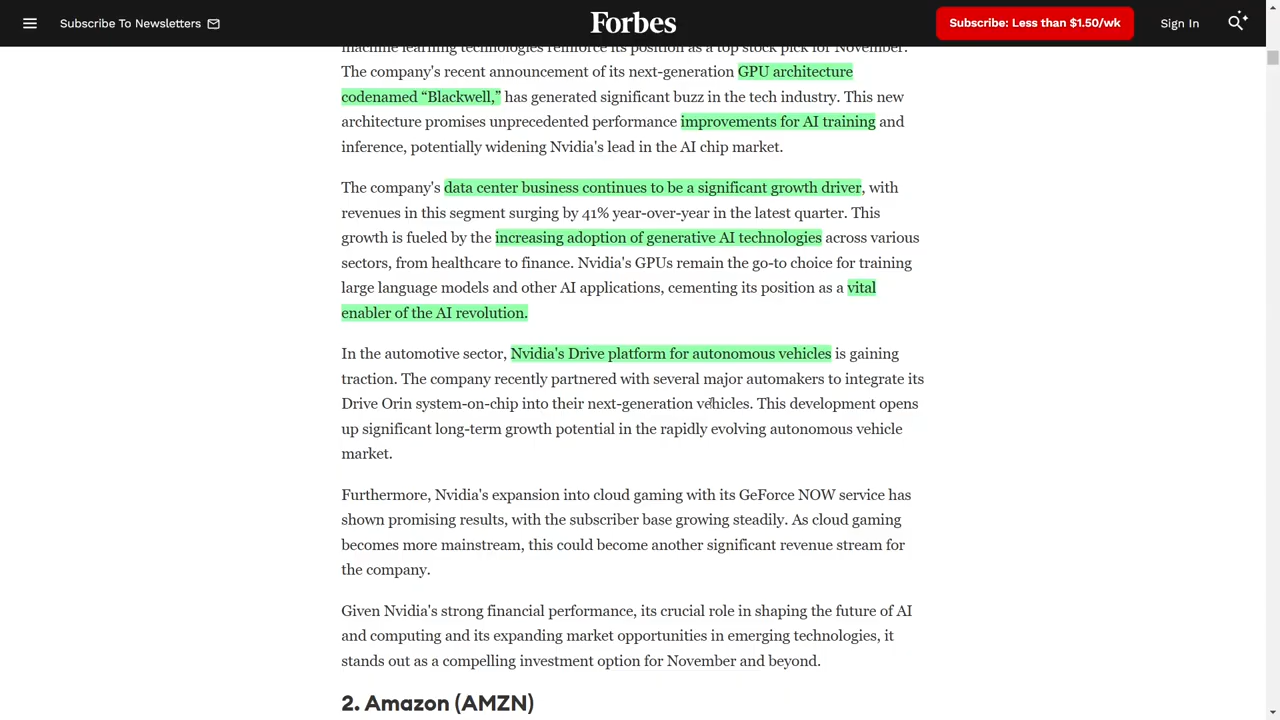 Subscribe To Newsletters
Forbes
Subscribe: Less than $1.50/wk
Sign In
machine learning technologies reinforce its position as a top stock pick for November.
The company's recent announcement of its next-generation GPU architecture
codenamed “Blackwell,” has generated significant buzz in the tech industry. This new
architecture promises unprecedented performance improvements for AI training and
inference, potentially widening Nvidia's lead in the AI chip market.
The company's data center business continues to be a significant growth driver, with
revenues in this segment surging by 41% year-over-year in the latest quarter. This
growth is fueled by the increasing adoption of generative AI technologies across various
sectors, from healthcare to finance. Nvidia's GPUs remain the go-to choice for training
large language models and other AI applications, cementing its position as a vital
enabler of the AI revolution.
In the automotive sector, Nvidia's Drive platform for autonomous vehicles is gaining
traction. The company recently partnered with several major automakers to integrate its
Drive Orin system-on-chip into their next-generation vehicles. This development opens
up significant long-term growth potential in the rapidly evolving autonomous vehicle
market.
Furthermore, Nvidia's expansion into cloud gaming with its GeForce NOW service has
shown promising results, with the subscriber base growing steadily. As cloud gaming
becomes more mainstream, this could become another significant revenue stream for
the company.
Given Nvidia's strong financial performance, its crucial role in shaping the future of AI
and computing and its expanding market opportunities in emerging technologies, it
stands out as a compelling investment option for November and beyond.
2. Amazon (AMZN)